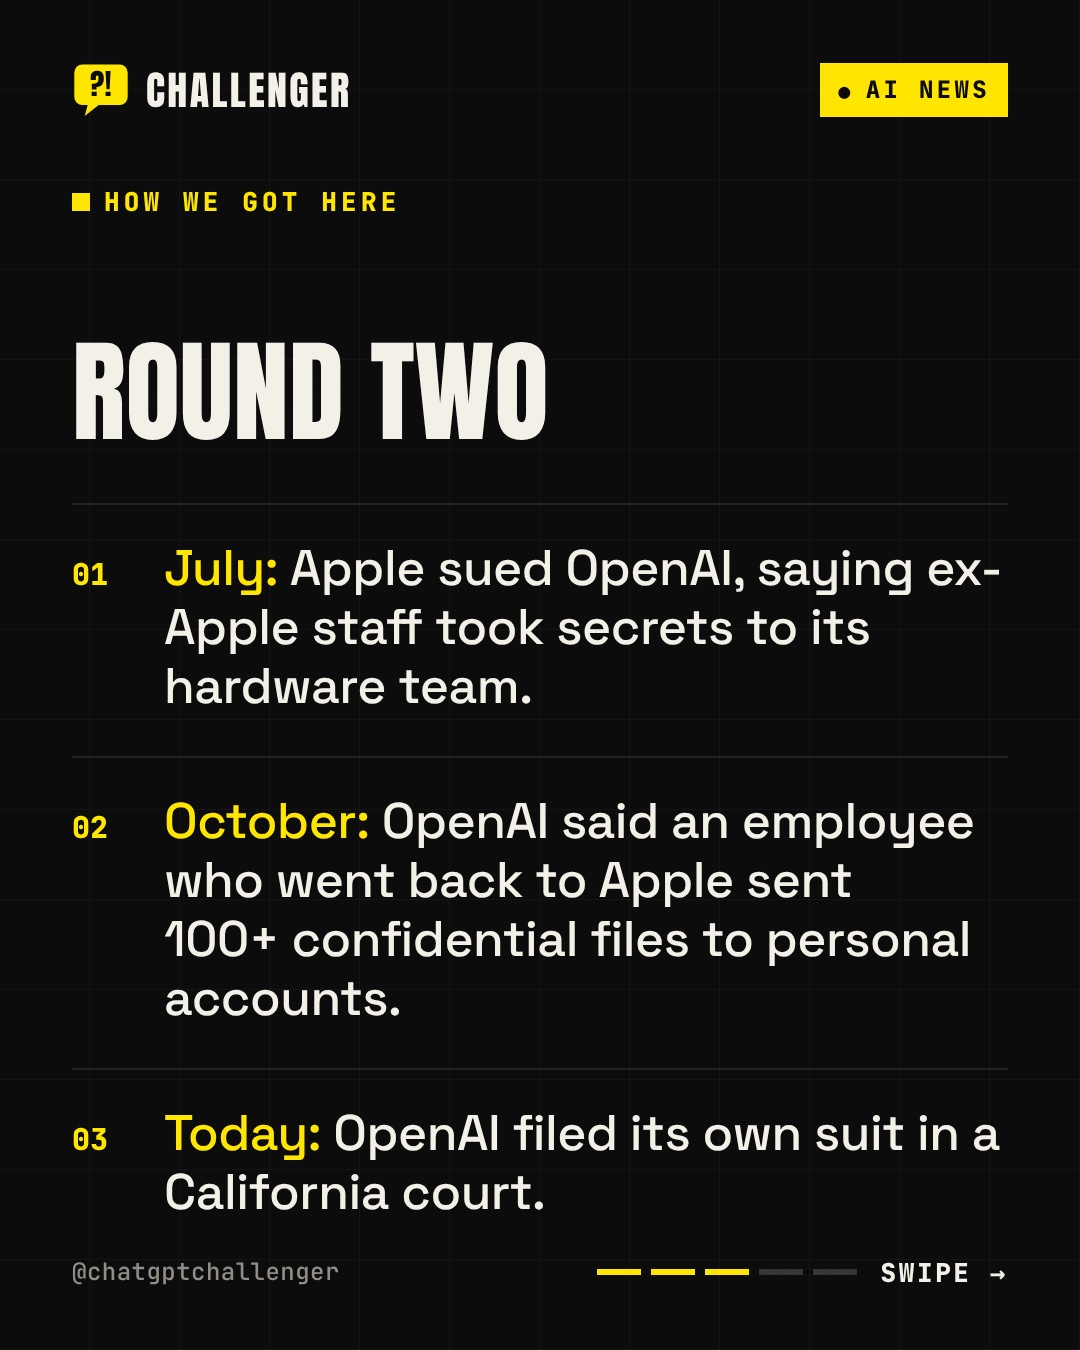 ?! CHALLENGER
● AI NEWS
HOW WE GOT HERE
ROUND TWO
01 July: Apple sued OpenAI, saying ex-
Apple staff took secrets to its
hardware team.
02 October: OpenAI said an employee
who went back to Apple sent
100+ confidential files to personal
accounts.
03 Today: OpenAI filed its own suit in a
California court.
@chatgptchallenger
SWIPE →